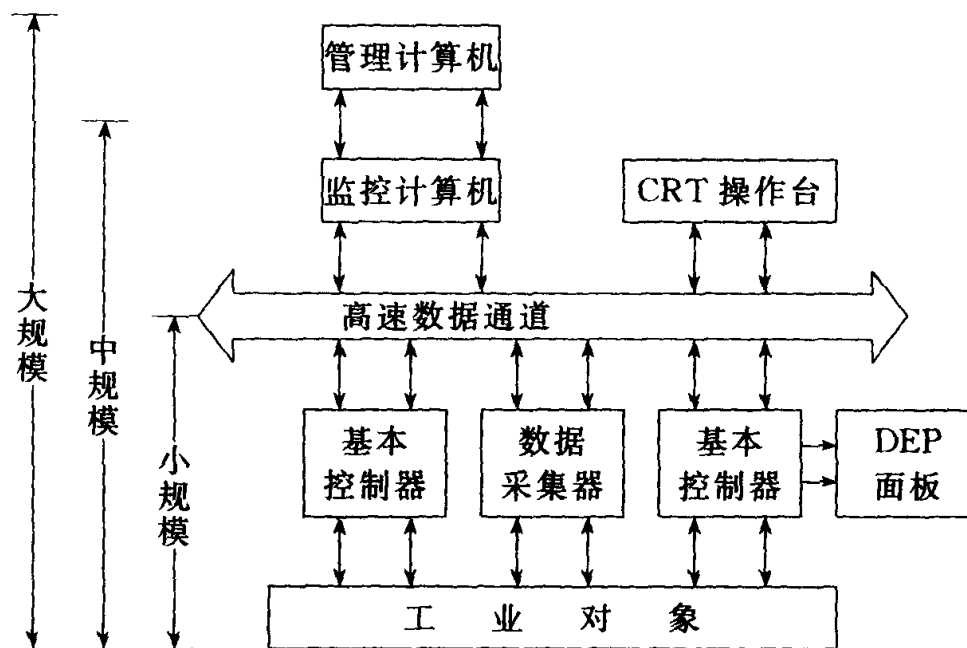 管理计算机
监控计算机
CRT 操作台
高速数据通道
大规模
中规模
小规模
基本
控制器
数据
采集器
基本
控制器
DEP
面板
工业对象